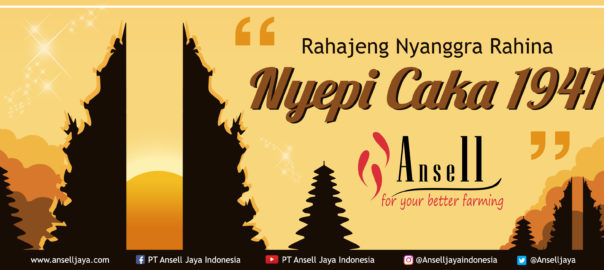 “
Rahajeng Nyanggra Rahina
Nyepi Caka 1941
”
Ansell
for your better farming
www.anselljaya.com PT Ansell Jaya Indonesia PT Ansell Jaya Indonesia @Anselljayaindonesia @Anselljaya